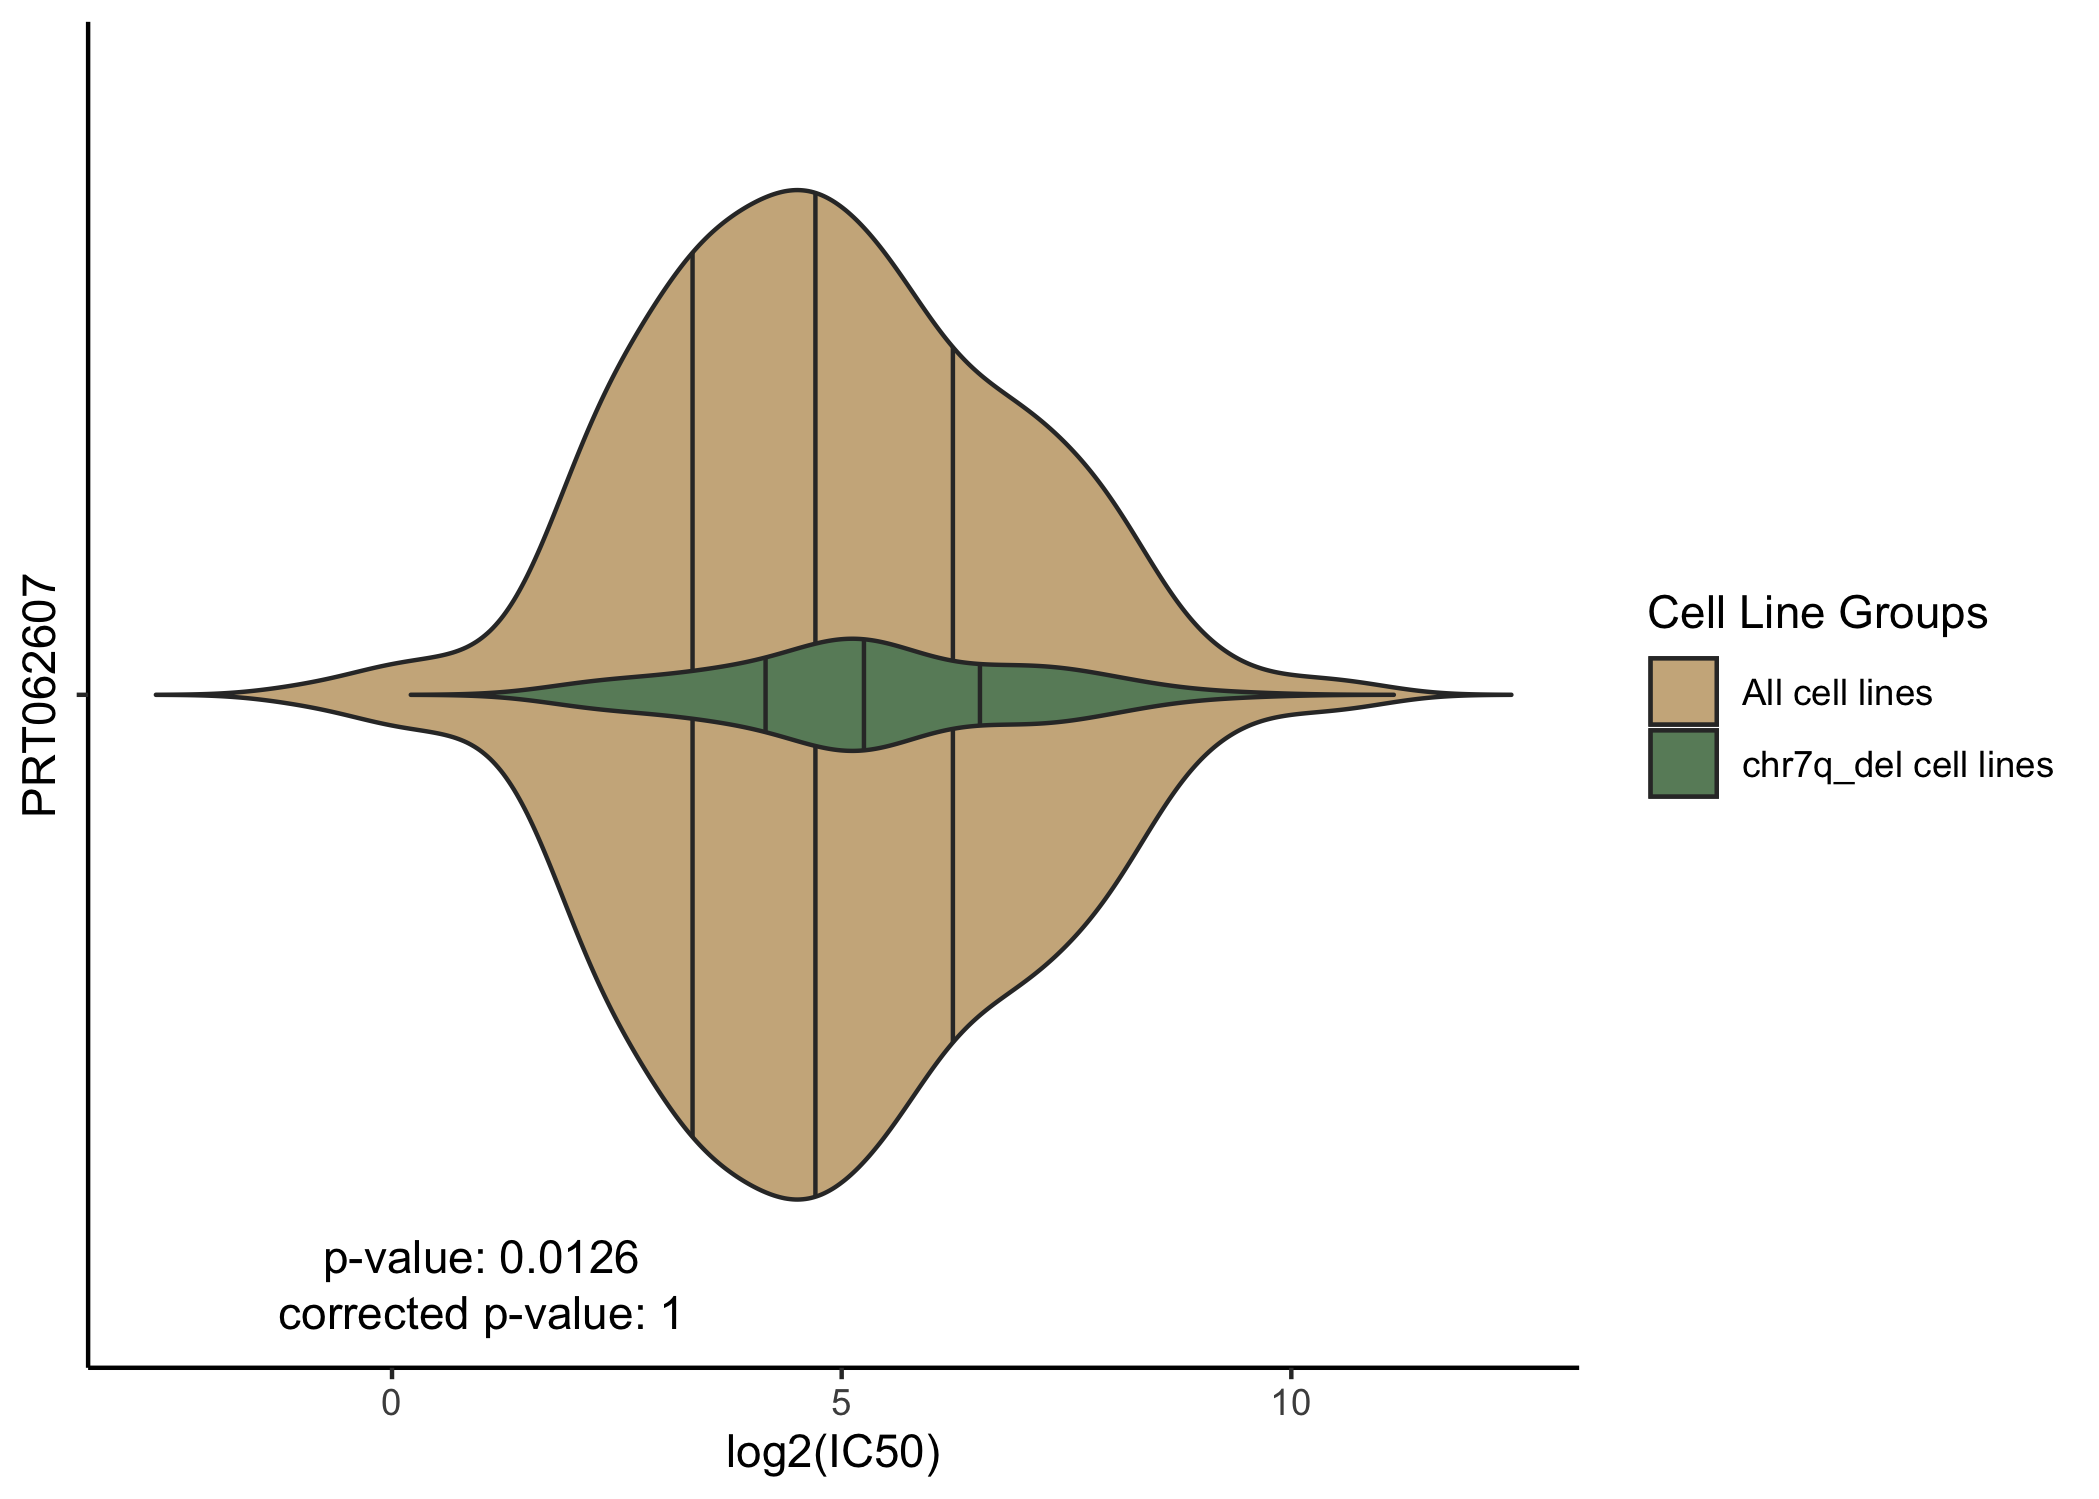 PRT062607
Cell Line Groups
All cell lines
chr7q_del cell lines
p-value: 0.0126
corrected p-value: 1
0 5 10
log2(IC50)